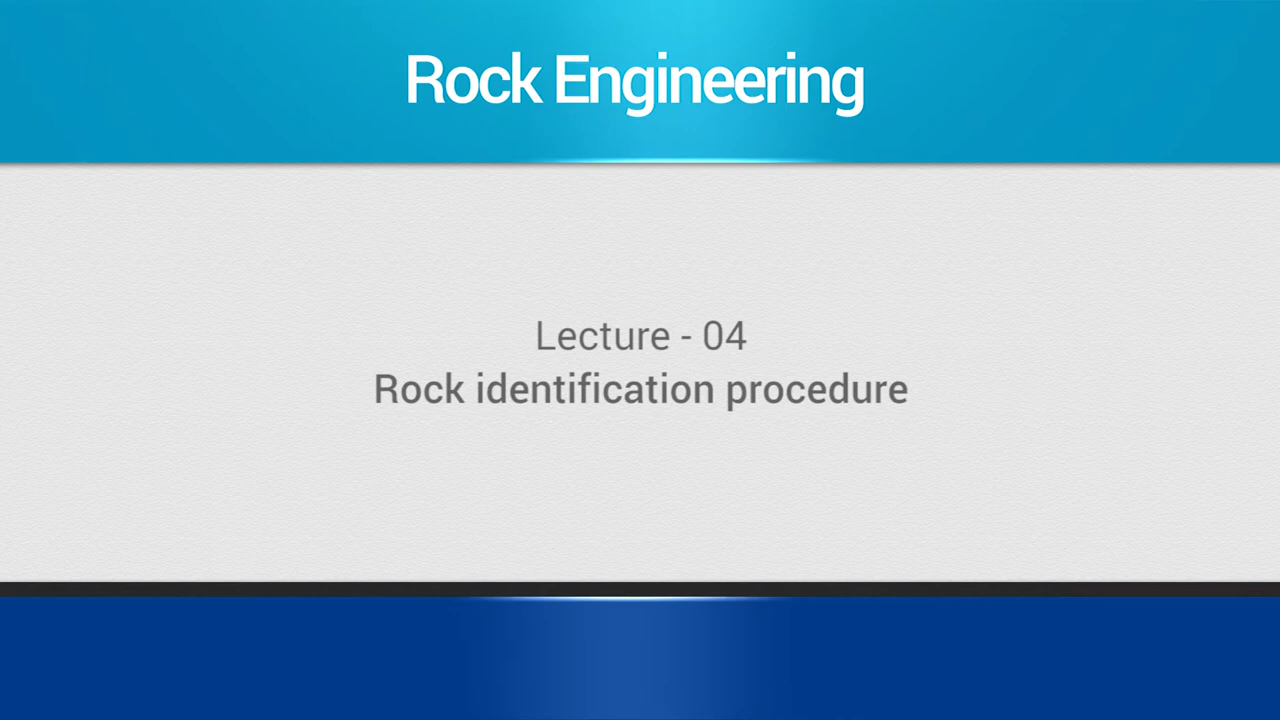 Rock Engineering
Lecture - 04
Rock identification procedure